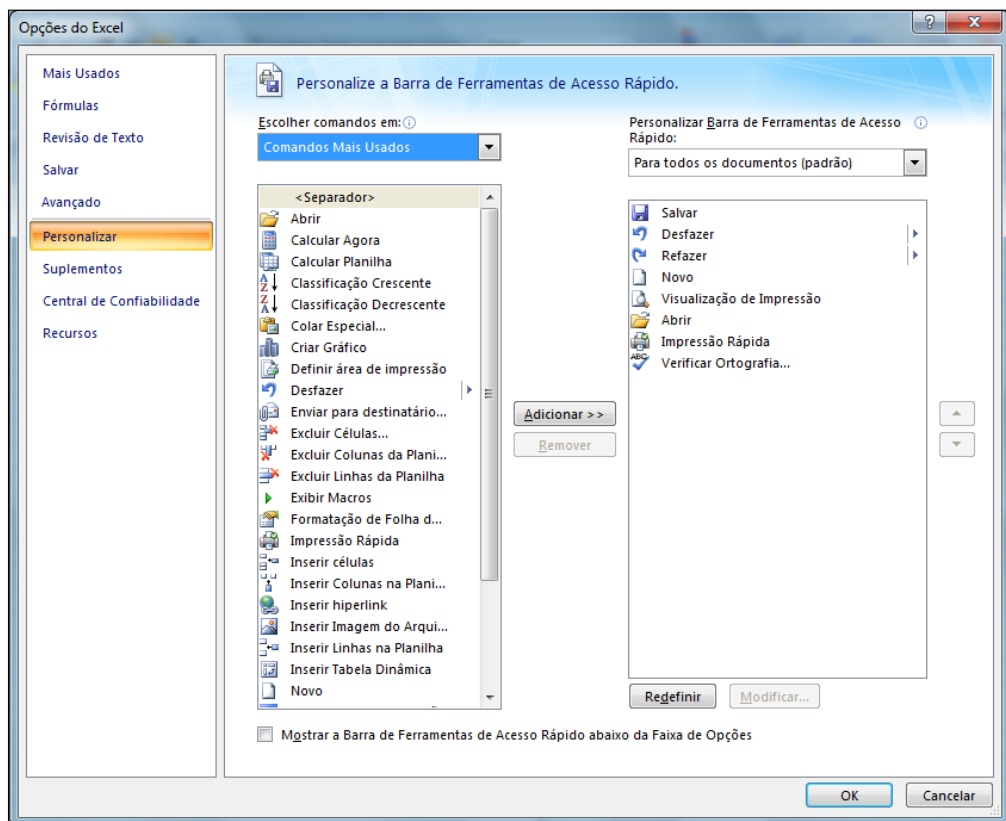 Opções do Excel
Mais Usados
Fórmulas
Revisão de Texto
Salvar
Avançado
Personalizar
Suplementos
Central de Confiabilidade
Recursos
Personalize a Barra de Ferramentas de Acesso Rápido.
Escolher comandos em:
Comandos Mais Usados
<Separador>
Abrir
Calcular Agora
Calcular Planilha
Classificação Crescente
Classificação Decrescente
Colar Especial...
Criar Gráfico
Definir área de impressão
Desfazer
Enviar para destinatário...
Excluir Células...
Excluir Colunas da Plani...
Excluir Linhas da Planilha
Exibir Macros
Formatação de Folha d...
Impressão Rápida
Inserir células
Inserir Colunas na Plani...
Inserir hiperlink
Inserir Imagem do Arqui...
Inserir Linhas na Planilha
Inserir Tabela Dinâmica
Novo
Adicionar >>
Remover
Personalizar Barra de Ferramentas de Acesso
Rápido:
Para todos os documentos (padrão)
Salvar
Desfazer
Refazer
Novo
Visualização de Impressão
Abrir
Impressão Rápida
Verificar Ortografia...
Redefinir
Modificar...
Mostrar a Barra de Ferramentas de Acesso Rápido abaixo da Faixa de Opções
OK
Cancelar